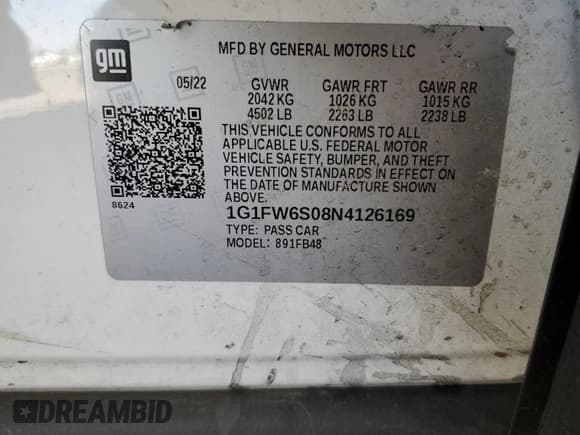 gm
MFD BY GENERAL MOTORS LLC
05/22 GVWR GAWR FRT GAWR RR
2042 KG 1026 KG 1015 KG
4502 LB 2263 LB 2238 LB
THIS VEHICLE CONFORMS TO ALL
APPLICABLE U.S. FEDERAL MOTOR
VEHICLE SAFETY, BUMPER, AND THEFT
PREVENTION STANDARDS IN EFFECT ON
THE DATE OF MANUFACTURE SHOWN
ABOVE.
8624
1G1FW6S08N4126169
TYPE: PASS CAR
MODEL: 891FB48
DREAMBID